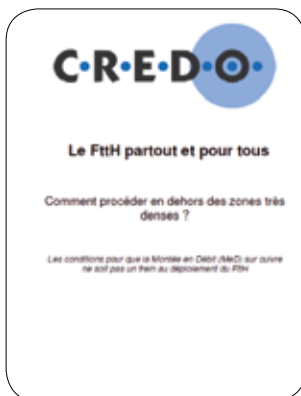 C·R·E·D·O·
Le FttH partout et pour tous
Comment procéder en dehors des zones très
denses ?
Les conditions pour que la Montée en Débit (MeD) sur cuivre
ne soit pas un frein au déploiement du FttH